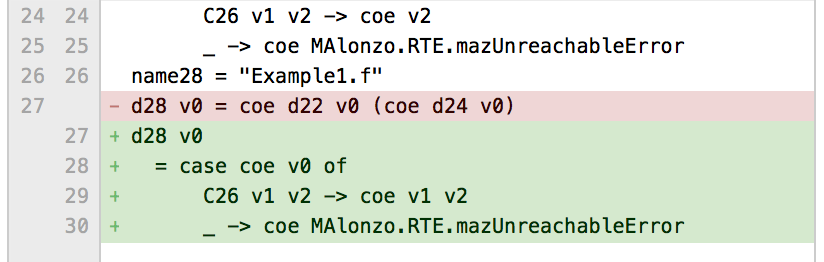 24 24 C26 v1 v2 -> coe v2
25 25 _ -> coe MAlonzo.RTE.mazUnreachableError
26 26 name28 = "Example1.f"
27 - d28 v0 = coe d22 v0 (coe d24 v0)
27 + d28 v0
28 + = case coe v0 of
29 + C26 v1 v2 -> coe v1 v2
30 + _ -> coe MAlonzo.RTE.mazUnreachableError